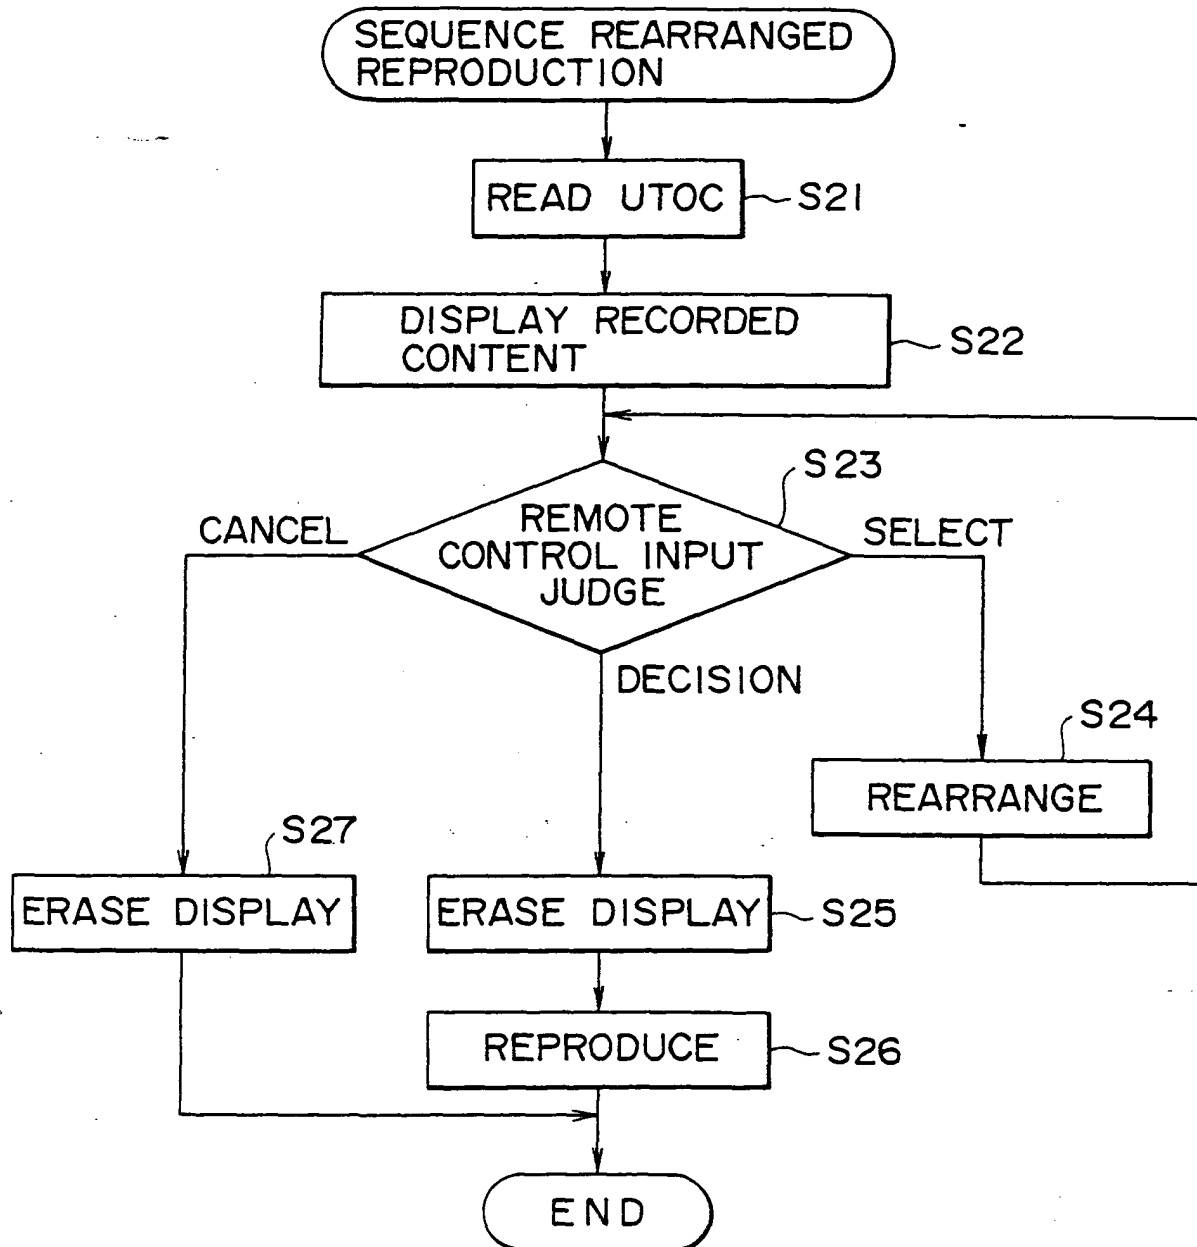 SEQUENCE REARRANGED
REPRODUCTION
READ UTOC
S21
DISPLAY RECORDED
CONTENT
S22
S23
REMOTE
CONTROL INPUT
JUDGE
CANCEL
SELECT
DECISION
S24
REARRANGE
S27
ERASE DISPLAY
ERASE DISPLAY
S25
REPRODUCE
S26
END